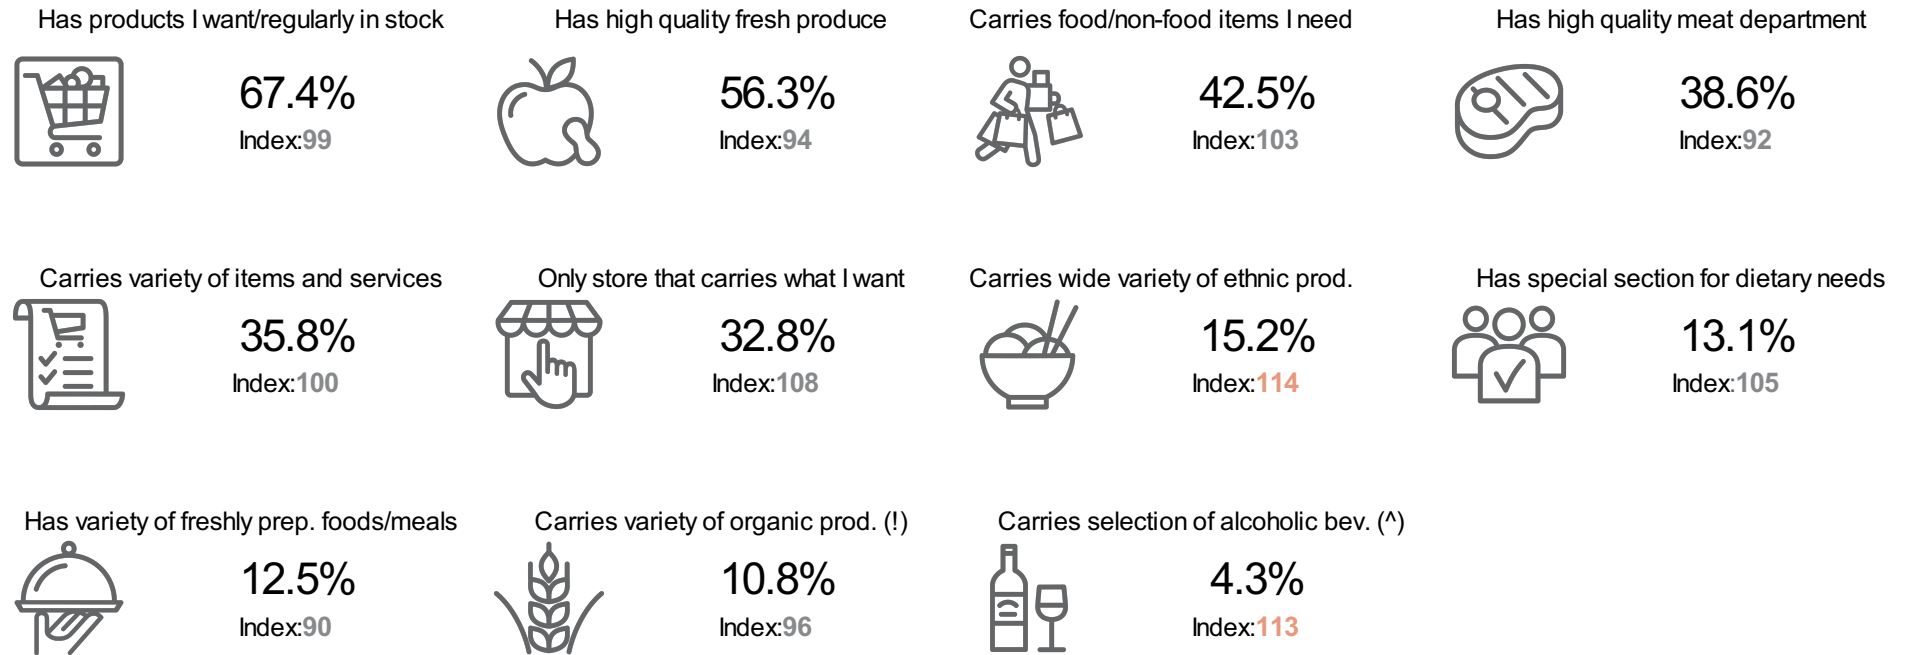 Has products I want/regularly in stock
67.4%
Index:99
Has high quality fresh produce
56.3%
Index:94
Carries food/non-food items I need
42.5%
Index:103
Has high quality meat department
38.6%
Index:92
Carries variety of items and services
35.8%
Index:100
Only store that carries what I want
32.8%
Index:108
Carries wide variety of ethnic prod.
15.2%
Index:114
Has special section for dietary needs
13.1%
Index:105
Has variety of freshly prep. foods/meals
12.5%
Index:90
Carries variety of organic prod. (!)
10.8%
Index:96
Carries selection of alcoholic bev. (^)
4.3%
Index:113